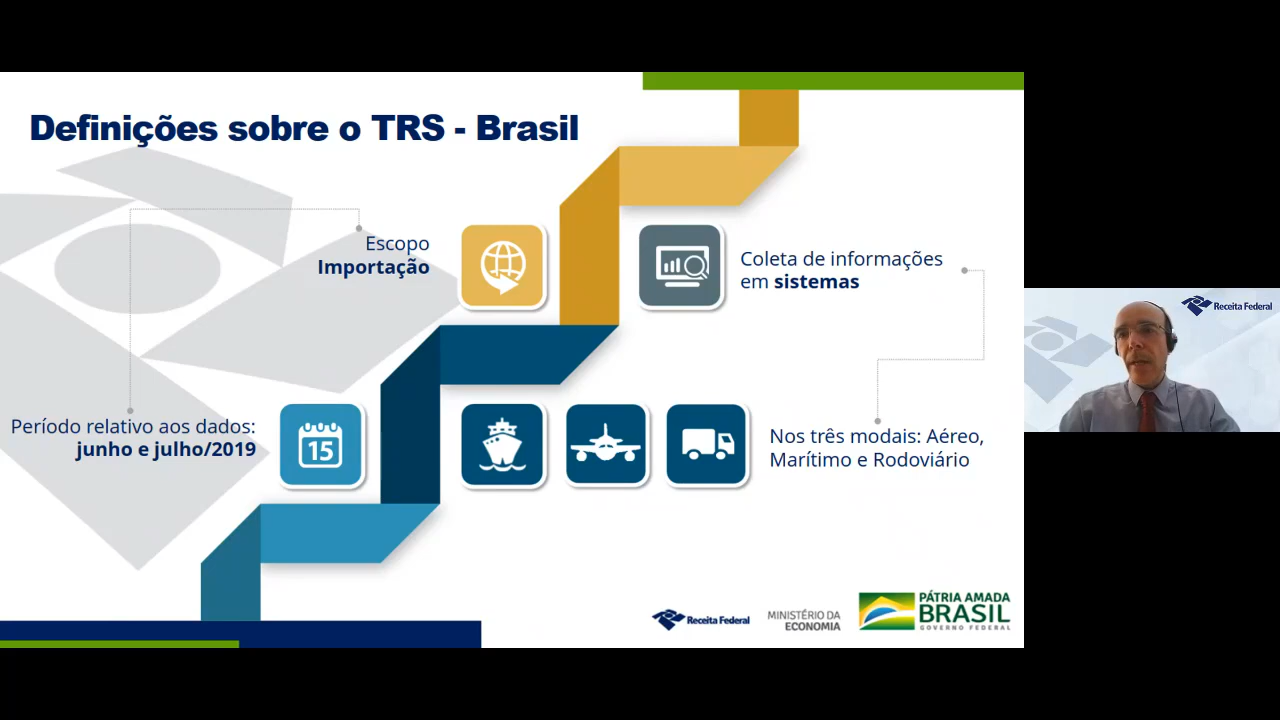 Definições sobre o TRS - Brasil
Escopo
Importação
Coleta de informações
em sistemas
Período relativo aos dados:
junho e julho/2019
15
Nos três modais: Aéreo,
Marítimo e Rodoviário
Receita Federal
MINISTÉRIO DA
ECONOMIA
PÁTRIA AMADA
BRASIL
GOVERNO FEDERAL
Receita Federal